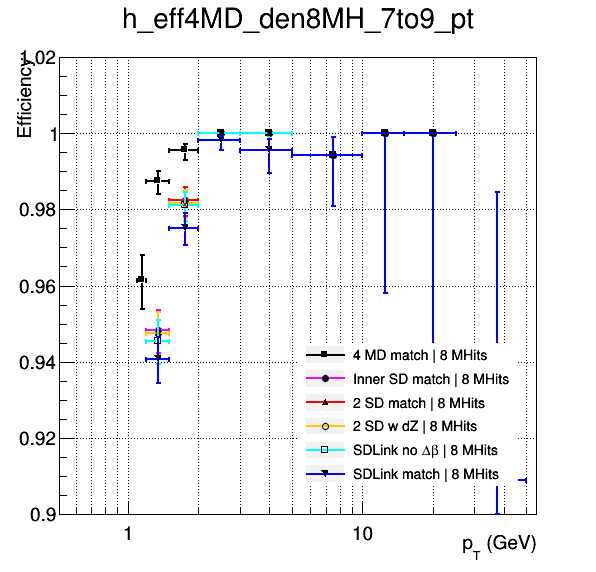 h_eff4MD_den8MH_7to9_pt
Efficiency
1.02
1
0.98
0.96
0.94
0.92
0.9
4 MD match | 8 MHits
Inner SD match | 8 MHits
2 SD match | 8 MHits
2 SD w dZ | 8 MHits
SDLink no Δβ | 8 MHits
SDLink match | 8 MHits
1
10
p_T (GeV)